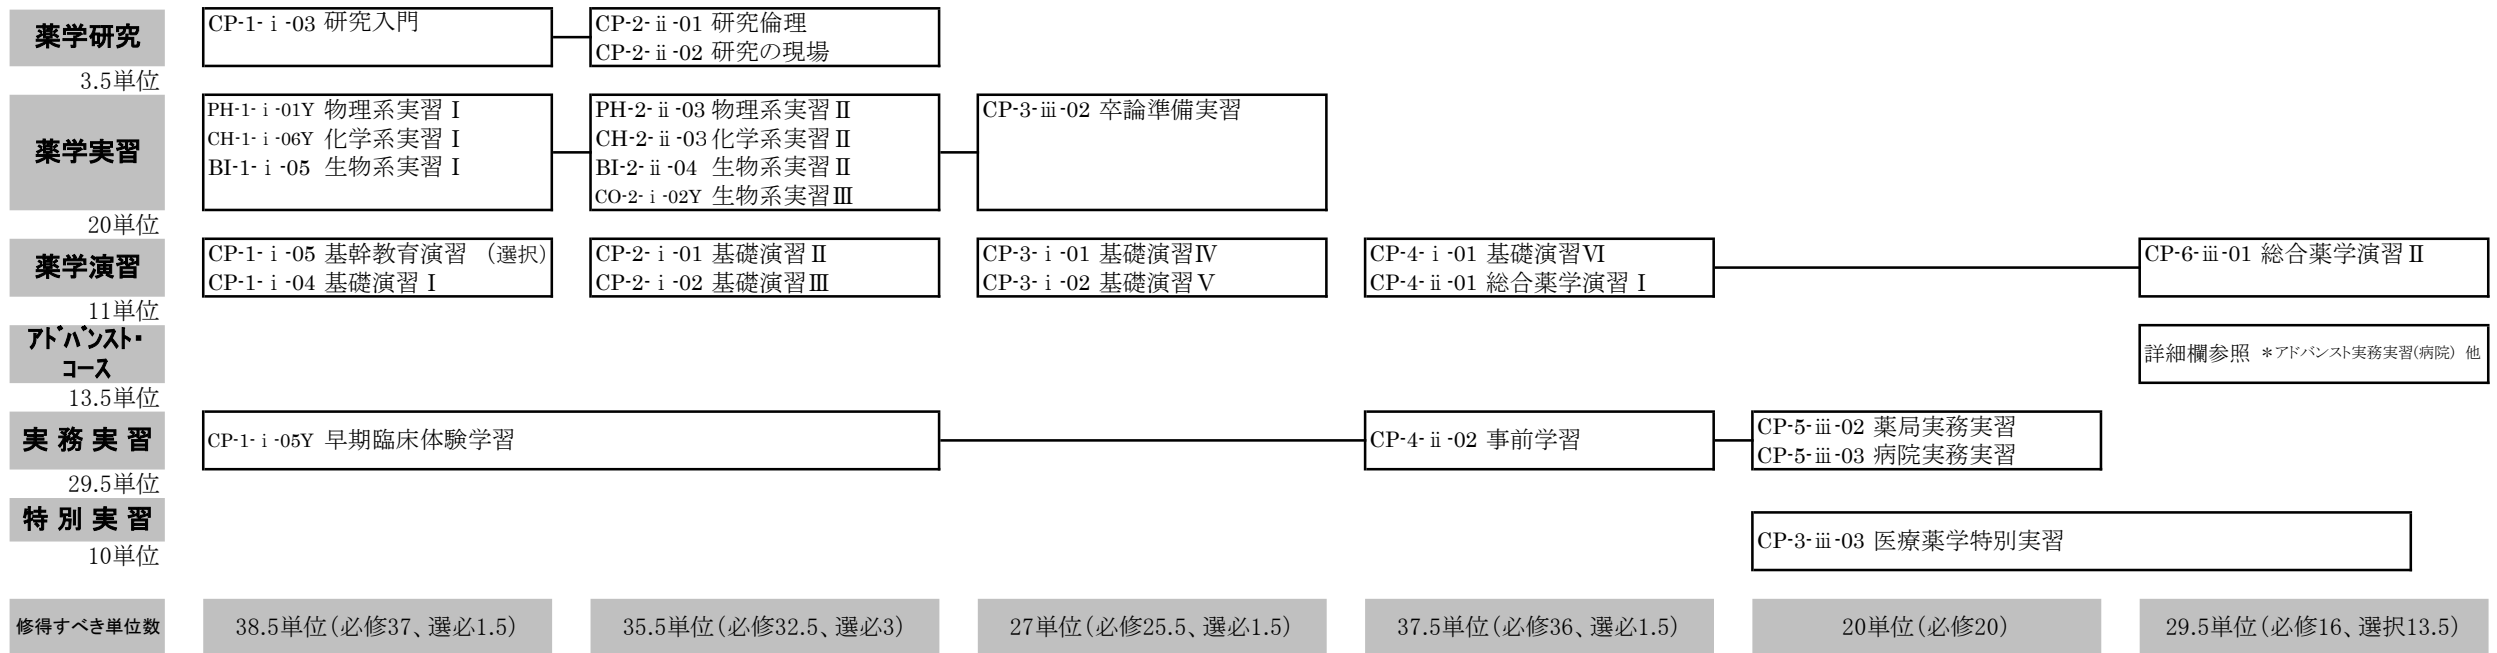 薬学研究
3.5単位
CP-1-ⅰ-03 研究入門
CP-2-ⅱ-01 研究倫理
CP-2-ⅱ-02 研究の現場
薬学実習
20単位
PH-1-ⅰ-01Y 物理系実習Ⅰ
CH-1-ⅰ-06Y 化学系実習Ⅰ
BI-1-ⅰ-05 生物系実習Ⅰ
PH-2-ⅱ-03 物理系実習Ⅱ
CH-2-ⅱ-03 化学系実習Ⅱ
BI-2-ⅱ-04 生物系実習Ⅱ
CO-2-ⅰ-02Y 生物系実習Ⅲ
CP-3-ⅲ-02 卒論準備実習
薬学演習
11単位
CP-1-ⅰ-05 基幹教育演習 （選択）
CP-1-ⅰ-04 基礎演習Ⅰ
CP-2-ⅰ-01 基礎演習Ⅱ
CP-2-ⅰ-02 基礎演習Ⅲ
CP-3-ⅰ-01 基礎演習Ⅳ
CP-3-ⅰ-02 基礎演習Ⅴ
CP-4-ⅰ-01 基礎演習Ⅵ
CP-4-ⅱ-01 総合薬学演習Ⅰ
CP-6-ⅲ-01 総合薬学演習Ⅱ
アドバンスト・
コース
13.5単位
詳細欄参照 ＊アドバンスト実務実習(病院) 他
実務実習
29.5単位
CP-1-ⅰ-05Y 早期臨床体験学習
CP-4-ⅱ-02 事前学習
CP-5-ⅲ-02 薬局実務実習
CP-5-ⅲ-03 病院実務実習
特別実習
10単位
CP-3-ⅲ-03 医療薬学特別実習
修得すべき単位数
38.5単位（必修37、選必1.5）
35.5単位（必修32.5、選必3）
27単位（必修25.5、選必1.5）
37.5単位（必修36、選必1.5）
20単位（必修20）
29.5単位（必修16、選択13.5）